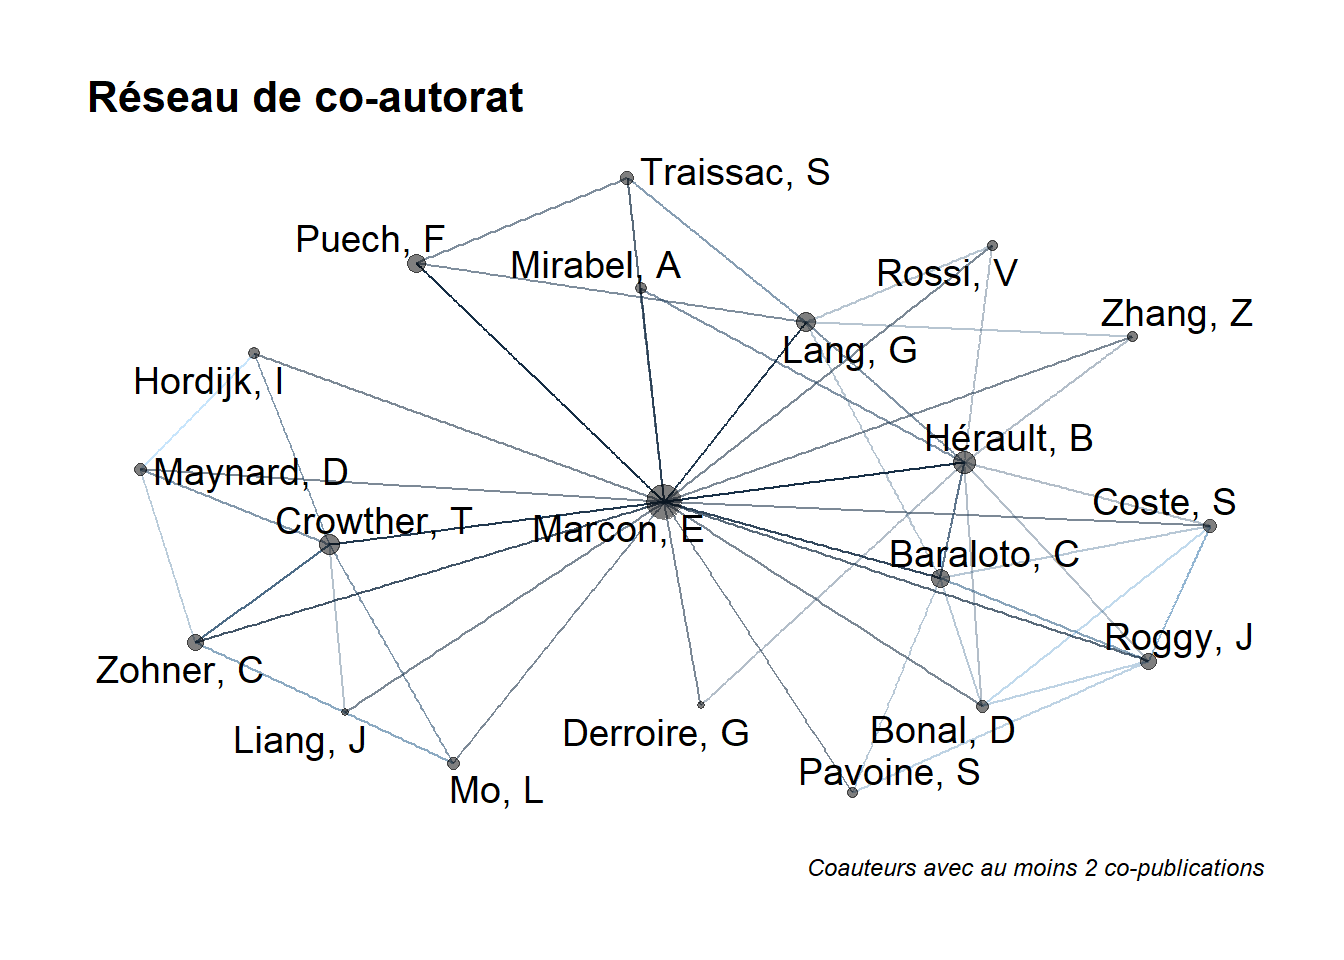 Réseau de co-autorat
Traissac, S
Puech, F
Mirabel, A
Rossi, V
Zhang, Z
Lang, G
Hordijk, I
Hérault, B
Maynard, D
Coste, S
Crowther, T
Marcon, E
Baraloto, C
Roggy, J
Zohner, C
Liang, J
Derroire, G
Bonal, D
Pavoine, S
Mo, L
Coauteurs avec au moins 2 co-publications